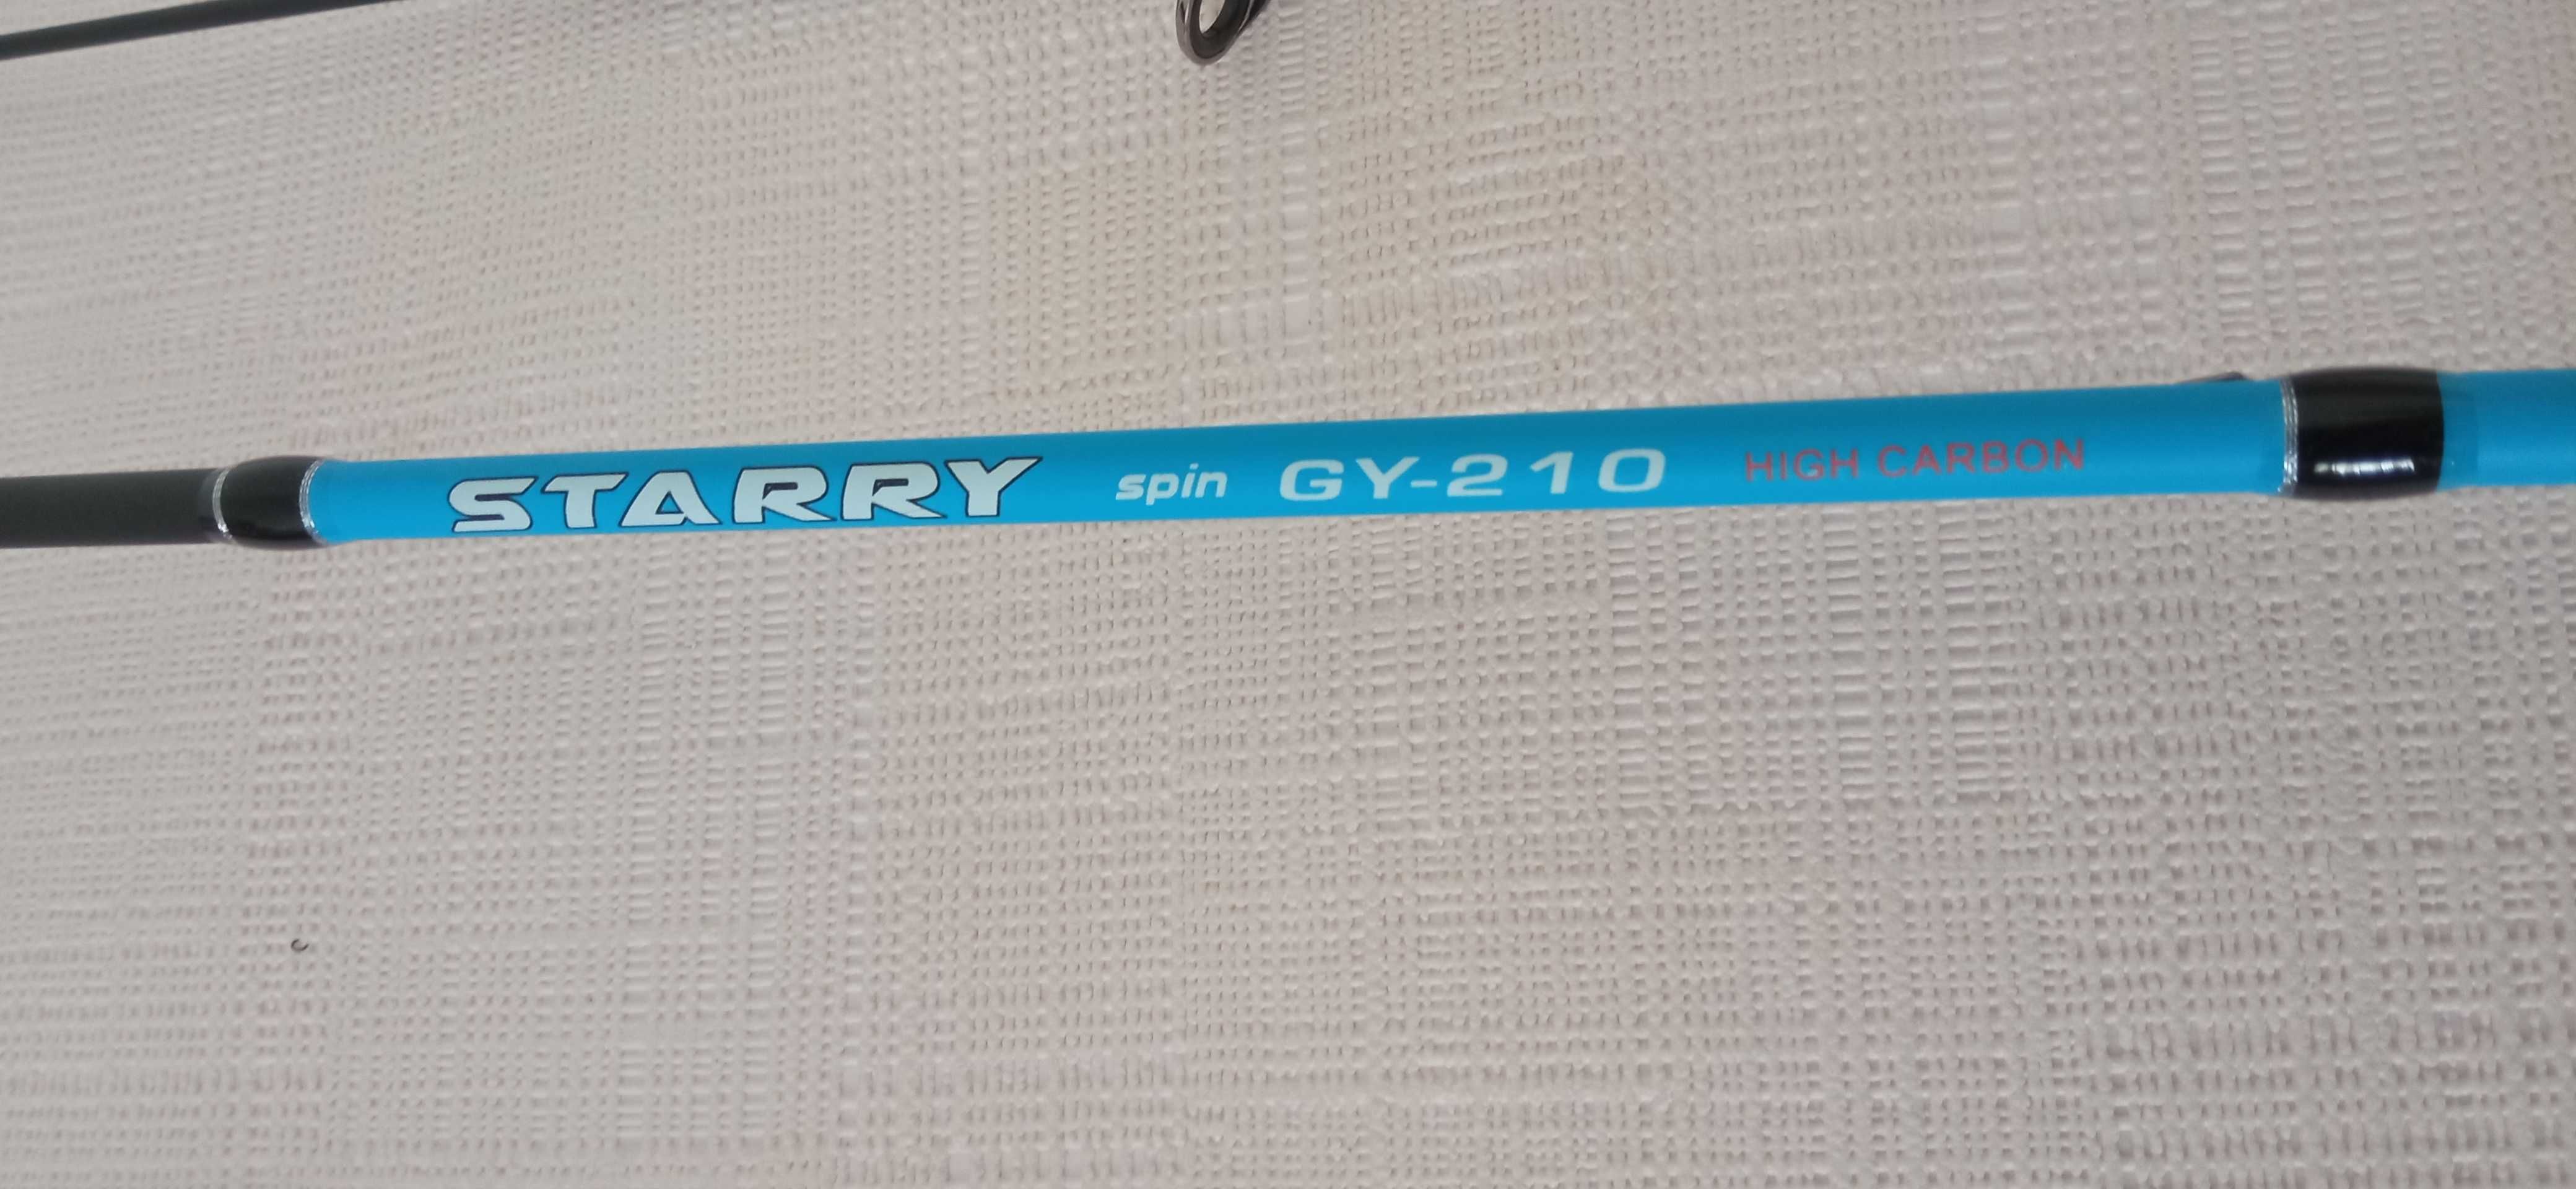 STARRY spin GY-210 HIGH CARBON